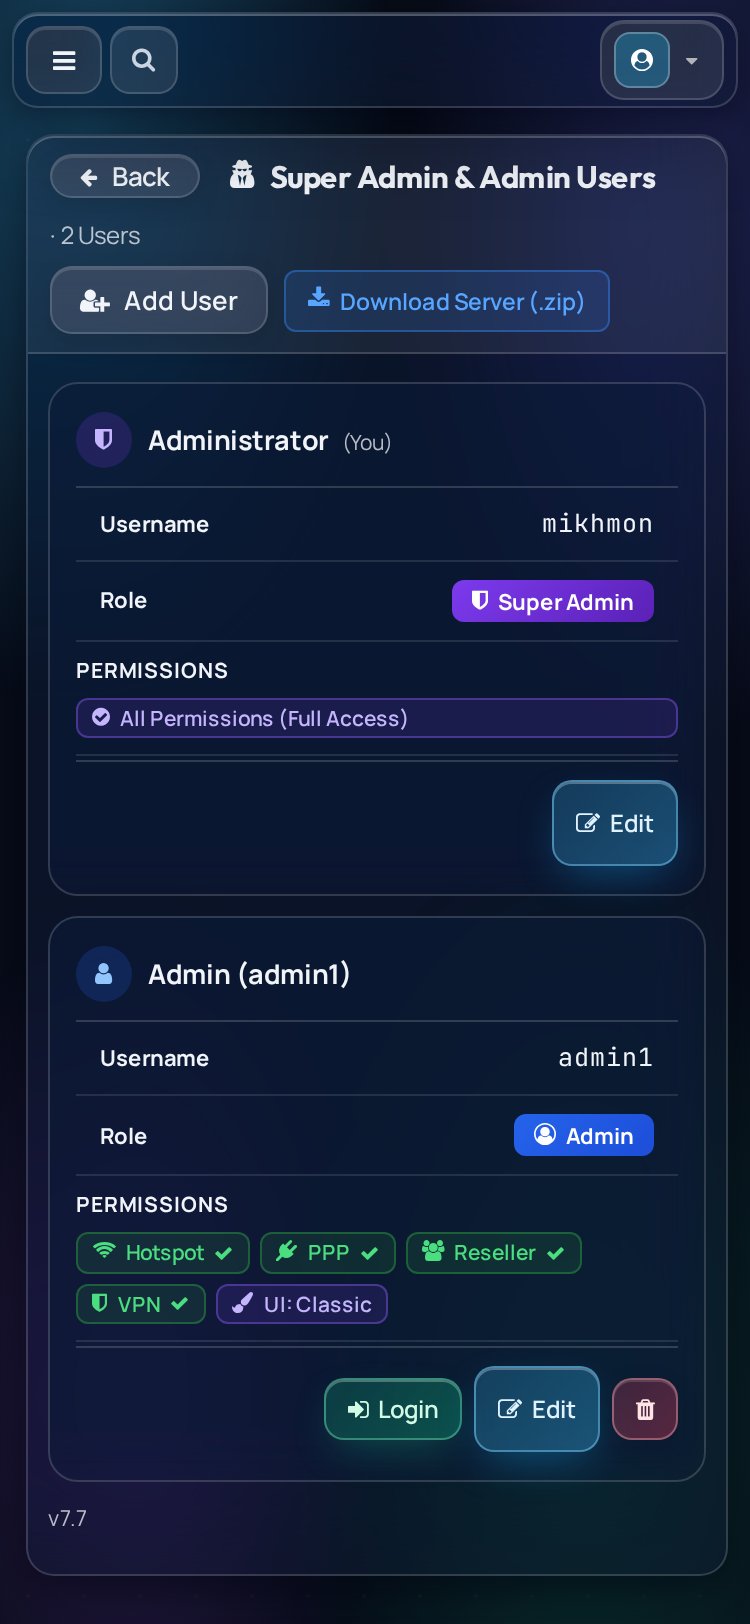 Back Super Admin & Admin Users
· 2 Users
Add User Download Server (.zip)
Administrator (You)
Username mikhmon
Role Super Admin
PERMISSIONS
All Permissions (Full Access)
Edit
Admin (admin1)
Username admin1
Role Admin
PERMISSIONS
Hotspot PPP Reseller
VPN UI: Classic
Login Edit
v7.7